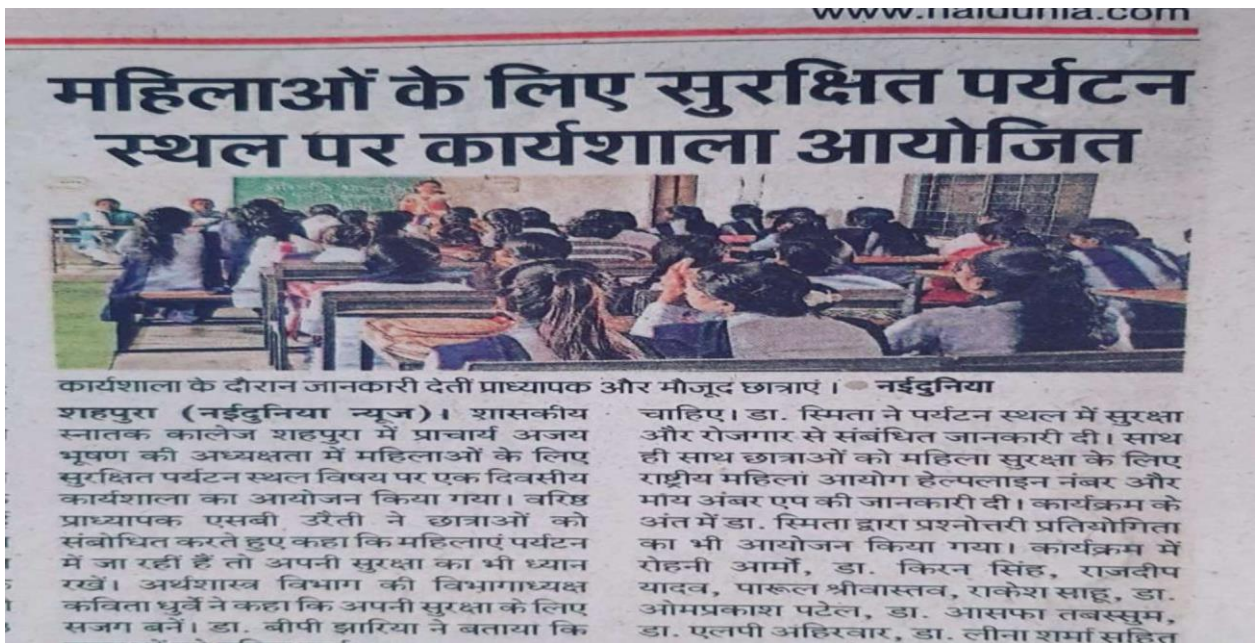 www.naidunia.com
महिलाओं के लिए सुरक्षित पर्यटन
स्थल पर कार्यशाला आयोजित
कार्यशाला के दौरान जानकारी देतीं प्राध्यापक और मौजूद छात्राएं। ● नईदुनिया
शहपुरा (नईदुनिया न्यूज)। शासकीय
स्नातक कालेज शहपुरा में प्राचार्य अजय
भूषण की अध्यक्षता में महिलाओं के लिए
सुरक्षित पर्यटन स्थल विषय पर एक दिवसीय
कार्यशाला का आयोजन किया गया। वरिष्ठ
प्राध्यापक एसबी उरैती ने छात्राओं को
संबोधित करते हुए कहा कि महिलाएं पर्यटन
में जा रहीं हैं तो अपनी सुरक्षा का भी ध्यान
रखें। अर्थशास्त्र विभाग की विभागाध्यक्ष
कविता धुर्वे ने कहा कि अपनी सुरक्षा के लिए
सजग बनें। डा. बीपी झारिया ने बताया कि
चाहिए। डा. स्मिता ने पर्यटन स्थल में सुरक्षा
और रोजगार से संबंधित जानकारी दी। साथ
ही साथ छात्राओं को महिला सुरक्षा के लिए
राष्ट्रीय महिला आयोग हेल्पलाइन नंबर और
माय अंबर एप की जानकारी दी। कार्यक्रम के
अंत में डा. स्मिता द्वारा प्रश्नोत्तरी प्रतियोगिता
का भी आयोजन किया गया। कार्यक्रम में
रोहनी आर्मो, डा. किरन सिंह, राजदीप
यादव, पारूल श्रीवास्तव, राकेश साहू, डा.
ओमप्रकाश पटेल, डा. आसफा तबस्सुम,
डा. एलपी अहिरवार, डा. लीना शर्मा सहित